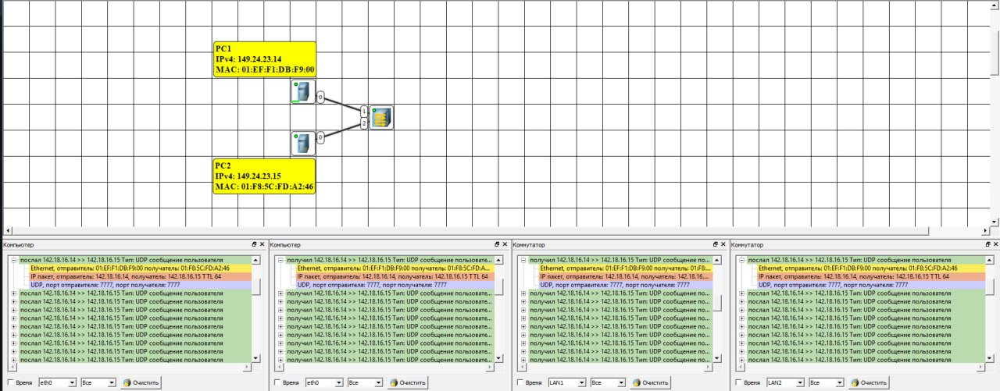 PC1
IPv4: 149.24.23.14
MAC: 01:EF:F1:DB:F9:00
0
1
2
0
PC2
IPv4: 149.24.23.15
MAC: 01:F8:5C:FD:A2:46
Компьютер
послал 142.18.16.14 >> 142.18.16.15 Тип: UDP сообщение пользователя
Ethernet, отправитель: 01:EF:F1:DB:F9:00 получатель: 01:F8:5C:FD:A2:46
IP пакет, отправитель: 142.18.16.14, получатель: 142.18.16.15 TTL 64
UDP, порт отправителя: 7777, порт получателя: 7777
послал 142.18.16.14 >> 142.18.16.15 Тип: UDP сообщение пользователя
послал 142.18.16.14 >> 142.18.16.15 Тип: UDP сообщение пользователя
послал 142.18.16.14 >> 142.18.16.15 Тип: UDP сообщение пользователя
послал 142.18.16.14 >> 142.18.16.15 Тип: UDP сообщение пользователя
послал 142.18.16.14 >> 142.18.16.15 Тип: UDP сообщение пользователя
послал 142.18.16.14 >> 142.18.16.15 Тип: UDP сообщение пользователя
послал 142.18.16.14 >> 142.18.16.15 Тип: UDP сообщение пользователя
послал 142.18.16.14 >> 142.18.16.15 Тип: UDP сообщение пользователя
послал 142.18.16.14 >> 142.18.16.15 Тип: UDP сообщение пользователя
Время eth0 Все Очистить
Компьютер
получил 142.18.16.14 >> 142.18.16.15 Тип: UDP сообщение пользовате...
Ethernet, отправитель: 01:EF:F1:DB:F9:00 получатель: 01:F8:5C:FD:A...
IP пакет, отправитель: 142.18.16.14, получатель: 142.18.16.15 TTL 64
UDP, порт отправителя: 7777, порт получателя: 7777
получил 142.18.16.14 >> 142.18.16.15 Тип: UDP сообщение пользовате...
получил 142.18.16.14 >> 142.18.16.15 Тип: UDP сообщение пользовате...
получил 142.18.16.14 >> 142.18.16.15 Тип: UDP сообщение пользовате...
получил 142.18.16.14 >> 142.18.16.15 Тип: UDP сообщение пользовате...
получил 142.18.16.14 >> 142.18.16.15 Тип: UDP сообщение пользовате...
получил 142.18.16.14 >> 142.18.16.15 Тип: UDP сообщение пользовате...
получил 142.18.16.14 >> 142.18.16.15 Тип: UDP сообщение пользовате...
получил 142.18.16.14 >> 142.18.16.15 Тип: UDP сообщение пользовате...
получил 142.18.16.14 >> 142.18.16.15 Тип: UDP сообщение пользовате...
Время eth0 Все Очистить
Коммутатор
получил 142.18.16.14 >> 142.18.16.15 Тип: UDP сообщение по...
Ethernet, отправитель: 01:EF:F1:DB:F9:00 получатель: 01:F8:...
IP пакет, отправитель: 142.18.16.14, получатель: 142.18.16....
UDP, порт отправителя: 7777, порт получателя: 7777
получил 142.18.16.14 >> 142.18.16.15 Тип: UDP сообщение по...
получил 142.18.16.14 >> 142.18.16.15 Тип: UDP сообщение по...
получил 142.18.16.14 >> 142.18.16.15 Тип: UDP сообщение по...
получил 142.18.16.14 >> 142.18.16.15 Тип: UDP сообщение по...
получил 142.18.16.14 >> 142.18.16.15 Тип: UDP сообщение по...
получил 142.18.16.14 >> 142.18.16.15 Тип: UDP сообщение по...
получил 142.18.16.14 >> 142.18.16.15 Тип: UDP сообщение по...
получил 142.18.16.14 >> 142.18.16.15 Тип: UDP сообщение по...
получил 142.18.16.14 >> 142.18.16.15 Тип: UDP сообщение по...
Время LAN1 Все Очистить
Коммутатор
послал 142.18.16.14 >> 142.18.16.15 Тип: UDP сообщение пользователя
Ethernet, отправитель: 01:EF:F1:DB:F9:00 получатель: 01:F8:5C:FD:A2:46
IP пакет, отправитель: 142.18.16.14, получатель: 142.18.16.15 TTL 64
UDP, порт отправителя: 7777, порт получателя: 7777
послал 142.18.16.14 >> 142.18.16.15 Тип: UDP сообщение пользователя
послал 142.18.16.14 >> 142.18.16.15 Тип: UDP сообщение пользователя
послал 142.18.16.14 >> 142.18.16.15 Тип: UDP сообщение пользователя
послал 142.18.16.14 >> 142.18.16.15 Тип: UDP сообщение пользователя
послал 142.18.16.14 >> 142.18.16.15 Тип: UDP сообщение пользователя
послал 142.18.16.14 >> 142.18.16.15 Тип: UDP сообщение пользователя
послал 142.18.16.14 >> 142.18.16.15 Тип: UDP сообщение пользователя
послал 142.18.16.14 >> 142.18.16.15 Тип: UDP сообщение пользователя
послал 142.18.16.14 >> 142.18.16.15 Тип: UDP сообщение пользователя
Время LAN2 Все Очистить